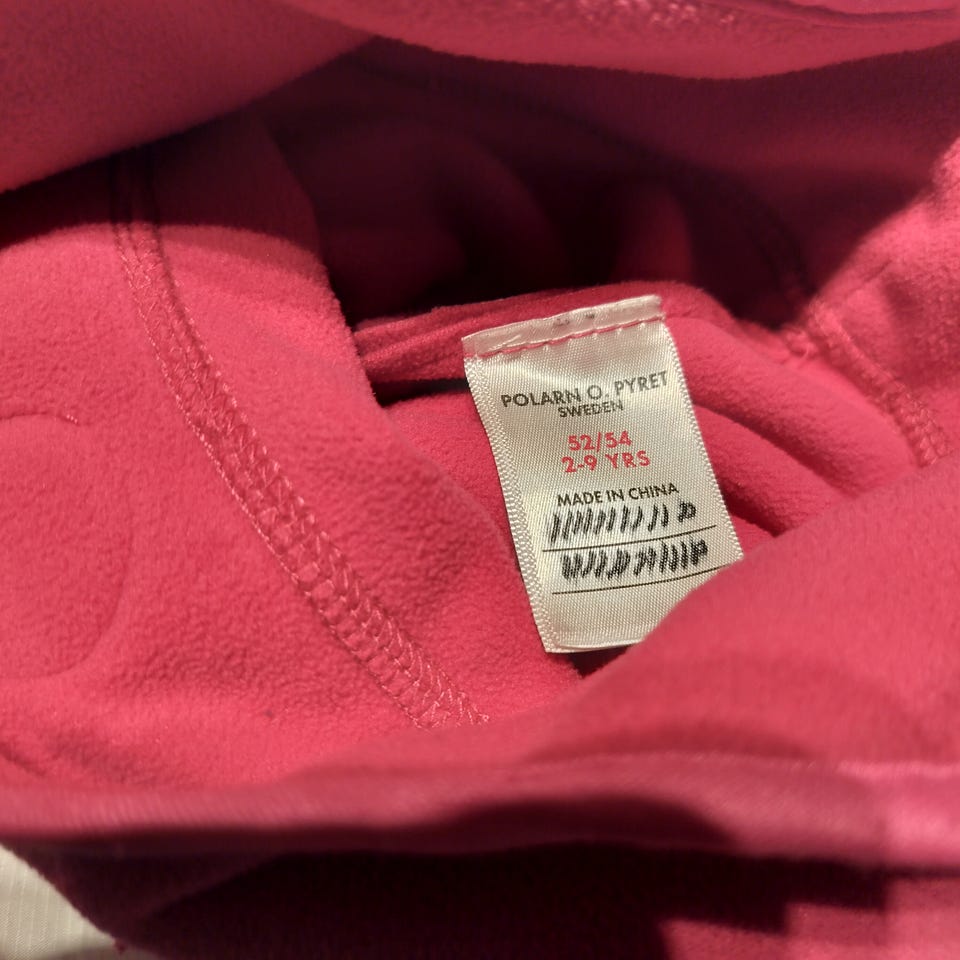 POLARN O. PYRET
SWEDEN
52/54
2-9 YRS
MADE IN CHINA